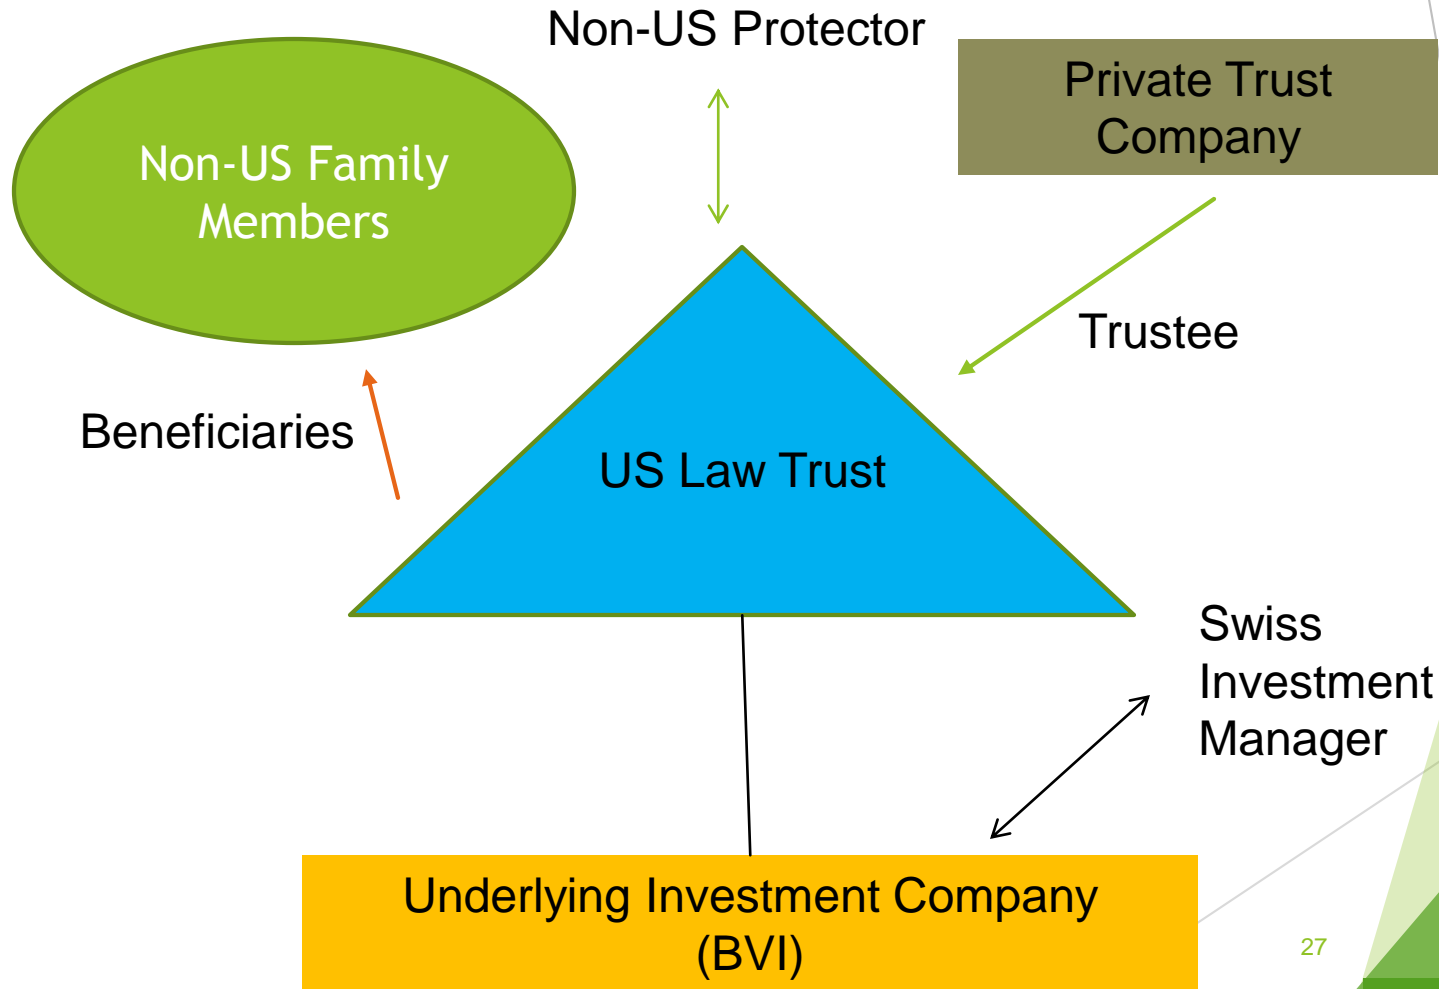 Non-US Protector
Private Trust
Company
Non-US Family
Members
Trustee
Beneficiaries
US Law Trust
Swiss
Investment
Manager
Underlying Investment Company
(BVI)
27